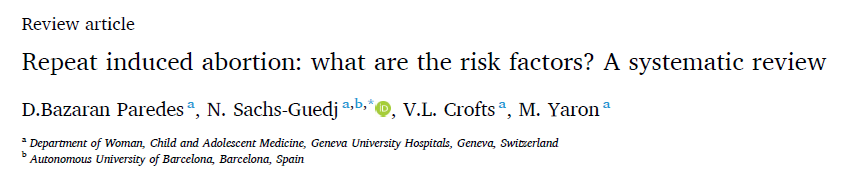 Review article
Repeat induced abortion: what are the risk factors? A systematic review
D.Bazaran Paredes a, N. Sachs-Guedj a,b,* iD, V.L. Crofts a, M. Yaron a
a Department of Woman, Child and Adolescent Medicine, Geneva University Hospitals, Geneva, Switzerland
b Autonomous University of Barcelona, Barcelona, Spain